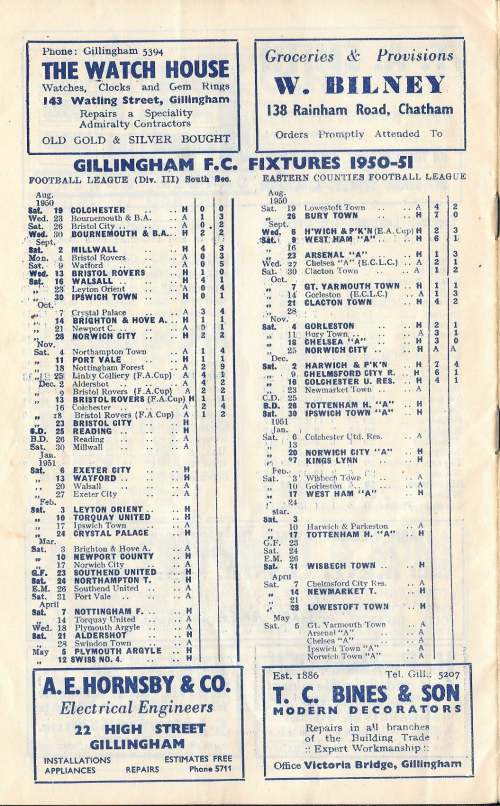 Phone: Gillingham 5394
THE WATCH HOUSE
Watches, Clocks and Gem Rings
143 Watling Street, Gillingham
Repairs a Speciality
Admiralty Contractors
OLD GOLD & SILVER BOUGHT
Groceries & Provisions
W. BILNEY
138 Rainham Road, Chatham
Orders Promptly Attended To
GILLINGHAM F.C. FIXTURES 1950-51
FOOTBALL LEAGUE (Div. III) South Sec.
Aug.
1950
Sat. 19 COLCHESTER .. .. H 0 0
Wed. 23 Bournemouth & B.A. .. A 1 3
Sat. 26 Bristol City .. .. A 0 2
Wed. 30 BOURNEMOUTH & B.A. .. H 2 2
Sept.
Sat. 2 MILLWALL .. .. H 4 3
Mon. 4 Bristol Rovers .. A 0 3
Sat. 9 Watford .. .. A 0 5
Wed. 13 BRISTOL ROVERS .. H 1 0
Sat. 16 WALSALL .. .. H 4 1
„ 23 Leyton Orient .. .. A 0 4
„ 30 IPSWICH TOWN .. H 0 1
Oct.
„ 7 Crystal Palace .. A 3 4
„ 14 BRIGHTON & HOVE A. .. H 1 1
„ 21 Newport C. .. .. A 0 1
„ 28 NORWICH CITY .. H 2 2
Nov.
Sat. 4 Northampton Town .. A 1 4
„ 11 PORT VALE .. .. H 1 1
„ 18 Nottingham Forest .. A 2 9
„ 25 Linby Colliery (F.A.Cup) A 4 1
Dec. 2 Aldershot .. .. A 4 2
„ 9 Bristol Rovers (F.A.Cup) A 2 2
„ 13 BRISTOL ROVERS (F.A.Cup) H 1 1
„ 16 Colchester .. .. A 2 4
„ 18 Bristol Rovers (F.A.Cup) A 1 2
„ 23 BRISTOL CITY .. H
B.D. 25 READING .. .. H
B.D. 26 Reading .. .. A
Sat. 30 Millwall .. .. A
Jan.
1951
Sat. 6 EXETER CITY .. H
„ 13 WATFORD .. .. H
„ 20 Walsall .. .. A
„ 27 Exeter City .. A
Feb.
Sat. 3 LEYTON ORIENT .. H
„ 10 TORQUAY UNITED .. H
„ 17 Ipswich Town .. A
„ 24 CRYSTAL PALACE .. H
Mar.
Sat. 3 Brighton & Hove A. .. A
„ 10 NEWPORT COUNTY .. H
„ 17 Norwich City .. A
G.F. 23 SOUTHEND UNITED .. H
Sat. 24 NORTHAMPTON T. .. H
E.M. 26 Southend United .. A
Sat. 31 Port Vale .. .. A
April
Sat. 7 NOTTINGHAM F. .. H
„ 14 Torquay United .. A
Wed. 18 Plymouth Argyle .. A
Sat. 21 ALDERSHOT .. .. H
„ 28 Swindon Town .. A
May 5 PLYMOUTH ARGYLE .. H
„ 12 SWISS NO. 4. .. H
EASTERN COUNTIES FOOTBALL LEAGUE
Aug.
1950
Sat. 19 Lowestoft Town .. A 4 2
„ 26 BURY TOWN .. .. H 7 0
Sept.
Wed. 6 H'WICH & P'K'N (E.A.Cup) H 2 3
Sat. 9 WEST HAM "A" .. H 6 1
„ 16
„ 23 ARSENAL "A" .. H 1 3
Wed. 27 Chelsea "A" (E.C.L.C.) .. A 2 1
Sat. 30 Clacton Town .. A 1 2
Oct.
„ 7 GT. YARMOUTH TOWN .. H 1 1
„ 14 Gorleston (E.C.L.C.) .. A 1 3
„ 21 CLACTON TOWN .. H 4 2
„ 28
Nov.
Sat. 4 GORLESTON .. H 2 1
„ 11 Bury Town .. .. A 3 1
„ 18 CHELSEA "A" .. H 3 0
„ 25 NORWICH CITY .. H A A
Dec.
Sat. 2 HARWICH & P'K'N .. H 7 4
„ 9 CHELMSFORD CITY R. .. H 6 1
„ 16 COLCHESTER U. RES. .. H 4 1
„ 23 Newmarket Town .. A
C.D. 25
B.D. 26 TOTTENHAM H. "A" .. H
Sat. 30 IPSWICH TOWN "A" .. H
1951
Jan.
Sat. 6 Colchester Utd. Res. .. A
„ 13
„ 20 NORWICH CITY "A" .. H
„ 27 KINGS LYNN .. H
Feb.
Sat. 3 Wisbech Town .. A
„ 10 Gorleston .. A
„ 17 WEST HAM "A" .. H
„ 24
Mar.
Sat. 3
„ 10 Harwich & Parkeston .. A
„ 17 TOTTENHAM H. "A" .. H
G.F. 23
Sat. 24
E.M. 26
Sat. 31 WISBECH TOWN .. H
April
Sat. 7 Chelmsford City Res. .. A
„ 14 NEWMARKET T. .. H
„ 21
„ 28 LOWESTOFT TOWN .. H
May
Sat. 5 Gt. Yarmouth Town .. A
Arsenal "A" .. A
Chelsea "A" .. A
Ipswich Town "A" .. A
Norwich Town "A" .. A
A. E. HORNSBY & CO.
Electrical Engineers
22 HIGH STREET
GILLINGHAM
INSTALLATIONS ESTIMATES FREE
APPLIANCES REPAIRS Phone 5711
Est. 1886 Tel. Gill.: 5207
T. C. BINES & SON
MODERN DECORATORS
Repairs in all branches
of the Building Trade
:: Expert Workmanship ::
Office Victoria Bridge, Gillingham